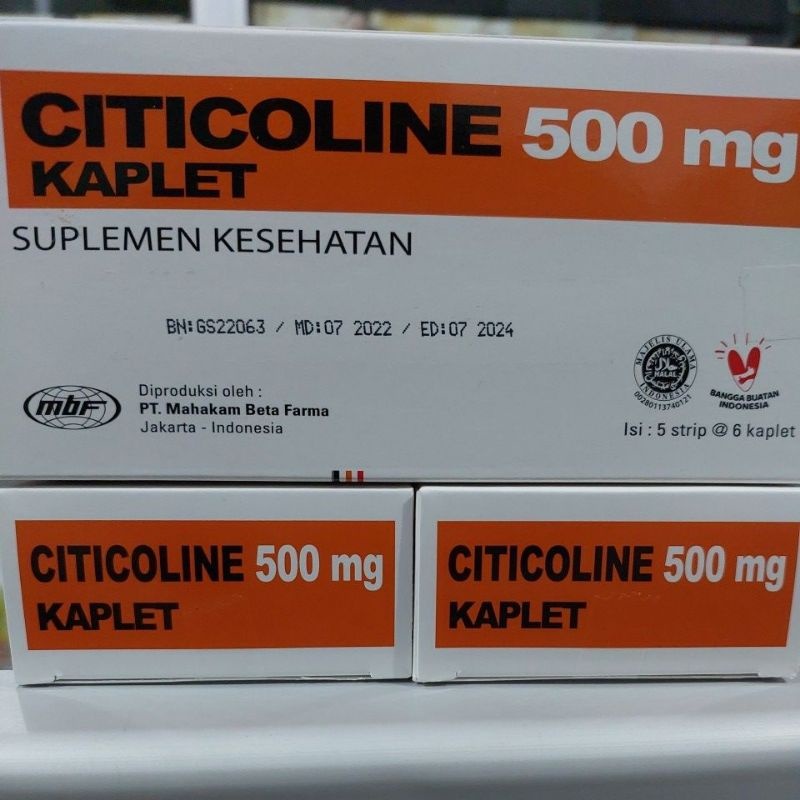 CITICOLINE 500 mg
KAPLET
SUPLEMEN KESEHATAN
BN:GS22063 / MD:07 2022 / ED:07 2024
mbf
Diproduksi oleh :
PT. Mahakam Beta Farma
Jakarta - Indonesia
MAJELIS ULAMA
HALAL
INDONESIA
00280113740121
BANGGA BUATAN
INDONESIA
Isi : 5 strip @ 6 kaplet
CITICOLINE 500 mg
KAPLET
CITICOLINE 500 mg
KAPLET